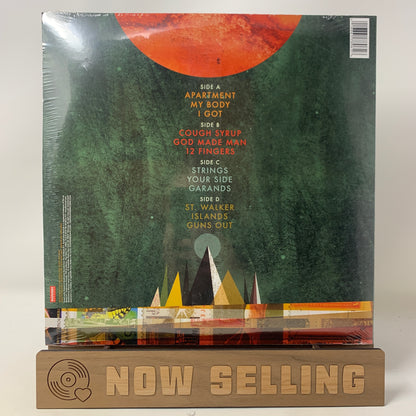 SIDE A
APARTMENT
MY BODY
I GOT
SIDE B
COUGH SYRUP
GOD MADE MAN
12 FINGERS
SIDE C
STRINGS
YOUR SIDE
GARANDS
SIDE D
ST. WALKER
ISLANDS
GUNS OUT
NOW SELLING